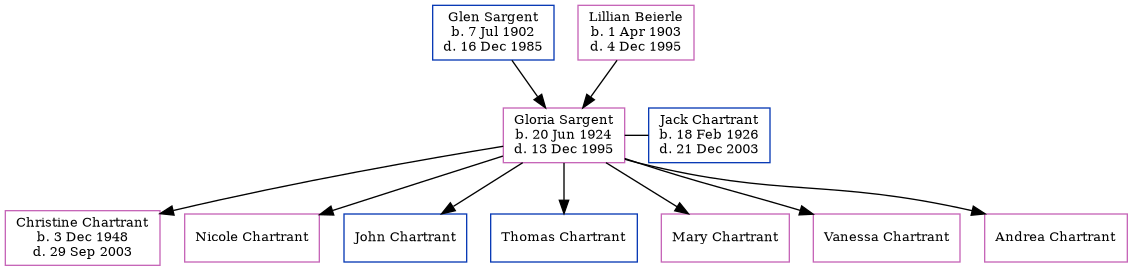 Glen Sargent
b. 7 Jul 1902
d. 16 Dec 1985
Lillian Beierle
b. 1 Apr 1903
d. 4 Dec 1995
Gloria Sargent
b. 20 Jun 1924
d. 13 Dec 1995
Jack Chartrant
b. 18 Feb 1926
d. 21 Dec 2003
Christine Chartrant
b. 3 Dec 1948
d. 29 Sep 2003
Nicole Chartrant
John Chartrant
Thomas Chartrant
Mary Chartrant
Vanessa Chartrant
Andrea Chartrant